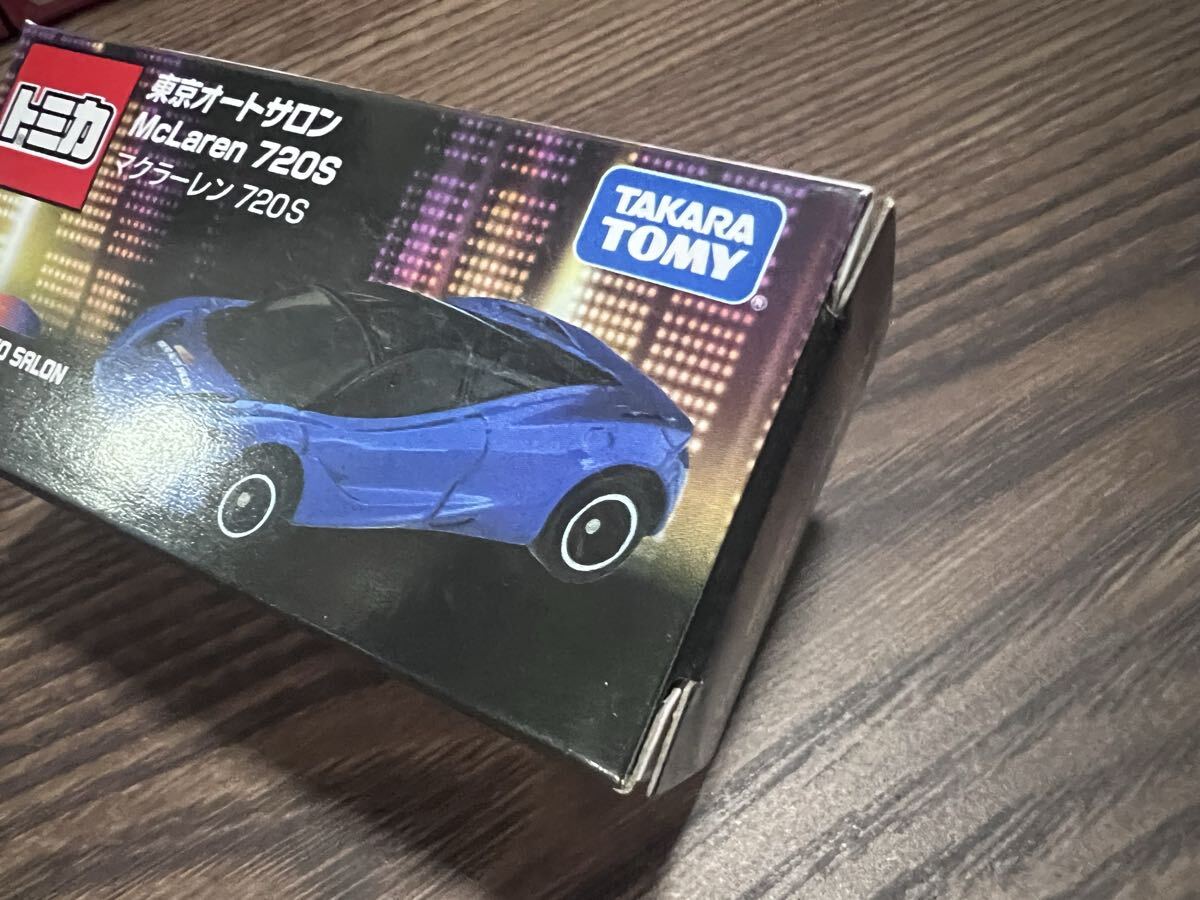 トミカ
東京オートサロン
McLaren 720S
マクラーレン 720S
TAKARA
TOMY
®
SALON